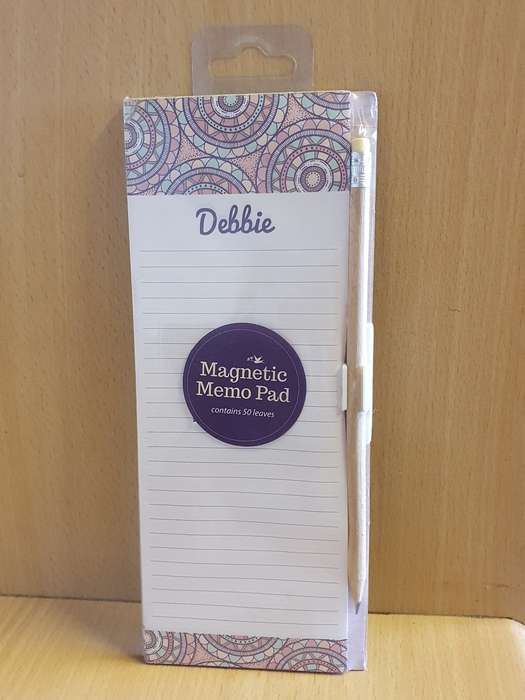 Debbie
Magnetic
Memo Pad
contains 50 leaves